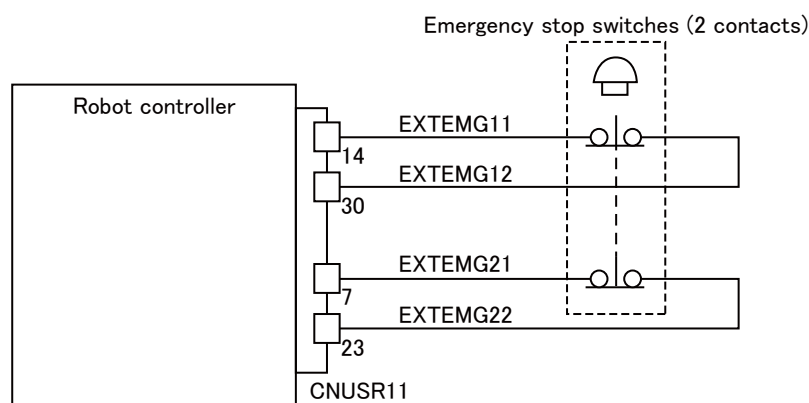 Emergency stop switches (2 contacts)
Robot controller
EXTEMG11
14
EXTEMG12
30
EXTEMG21
7
EXTEMG22
23
CNUSR11